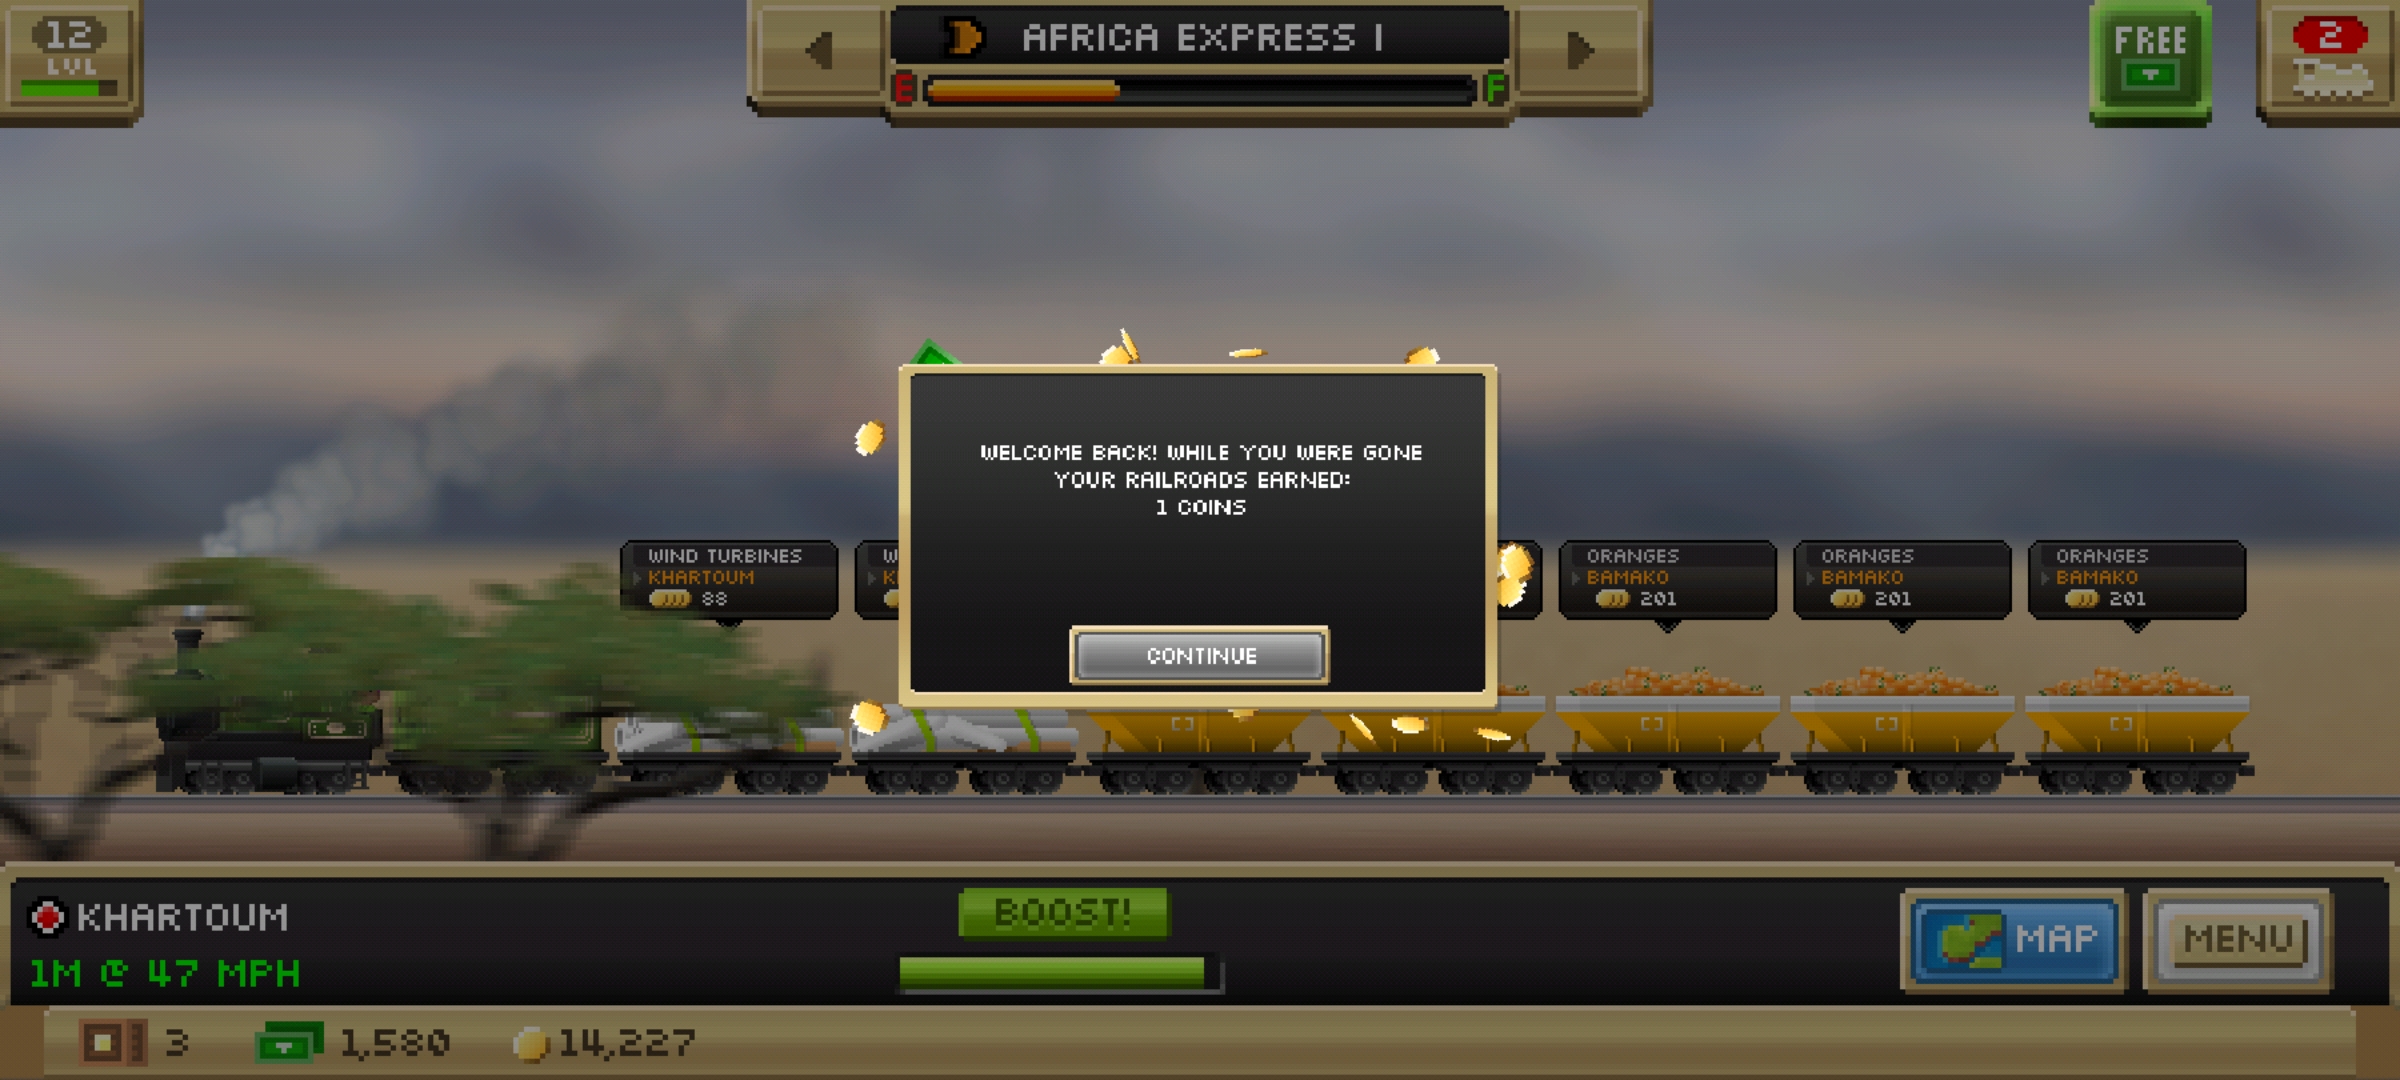 12
LVL
AFRICA EXPRESS I
E
F
FREE
2
WELCOME BACK! WHILE YOU WERE GONE
YOUR RAILROADS EARNED:
1 COINS
CONTINUE
WIND TURBINES
KHARTOUM
88
ORANGES
BAMAKO
201
ORANGES
BAMAKO
201
ORANGES
BAMAKO
201
KHARTOUM
1M @ 47 MPH
BOOST!
MAP
MENU
3
1,580
14,227